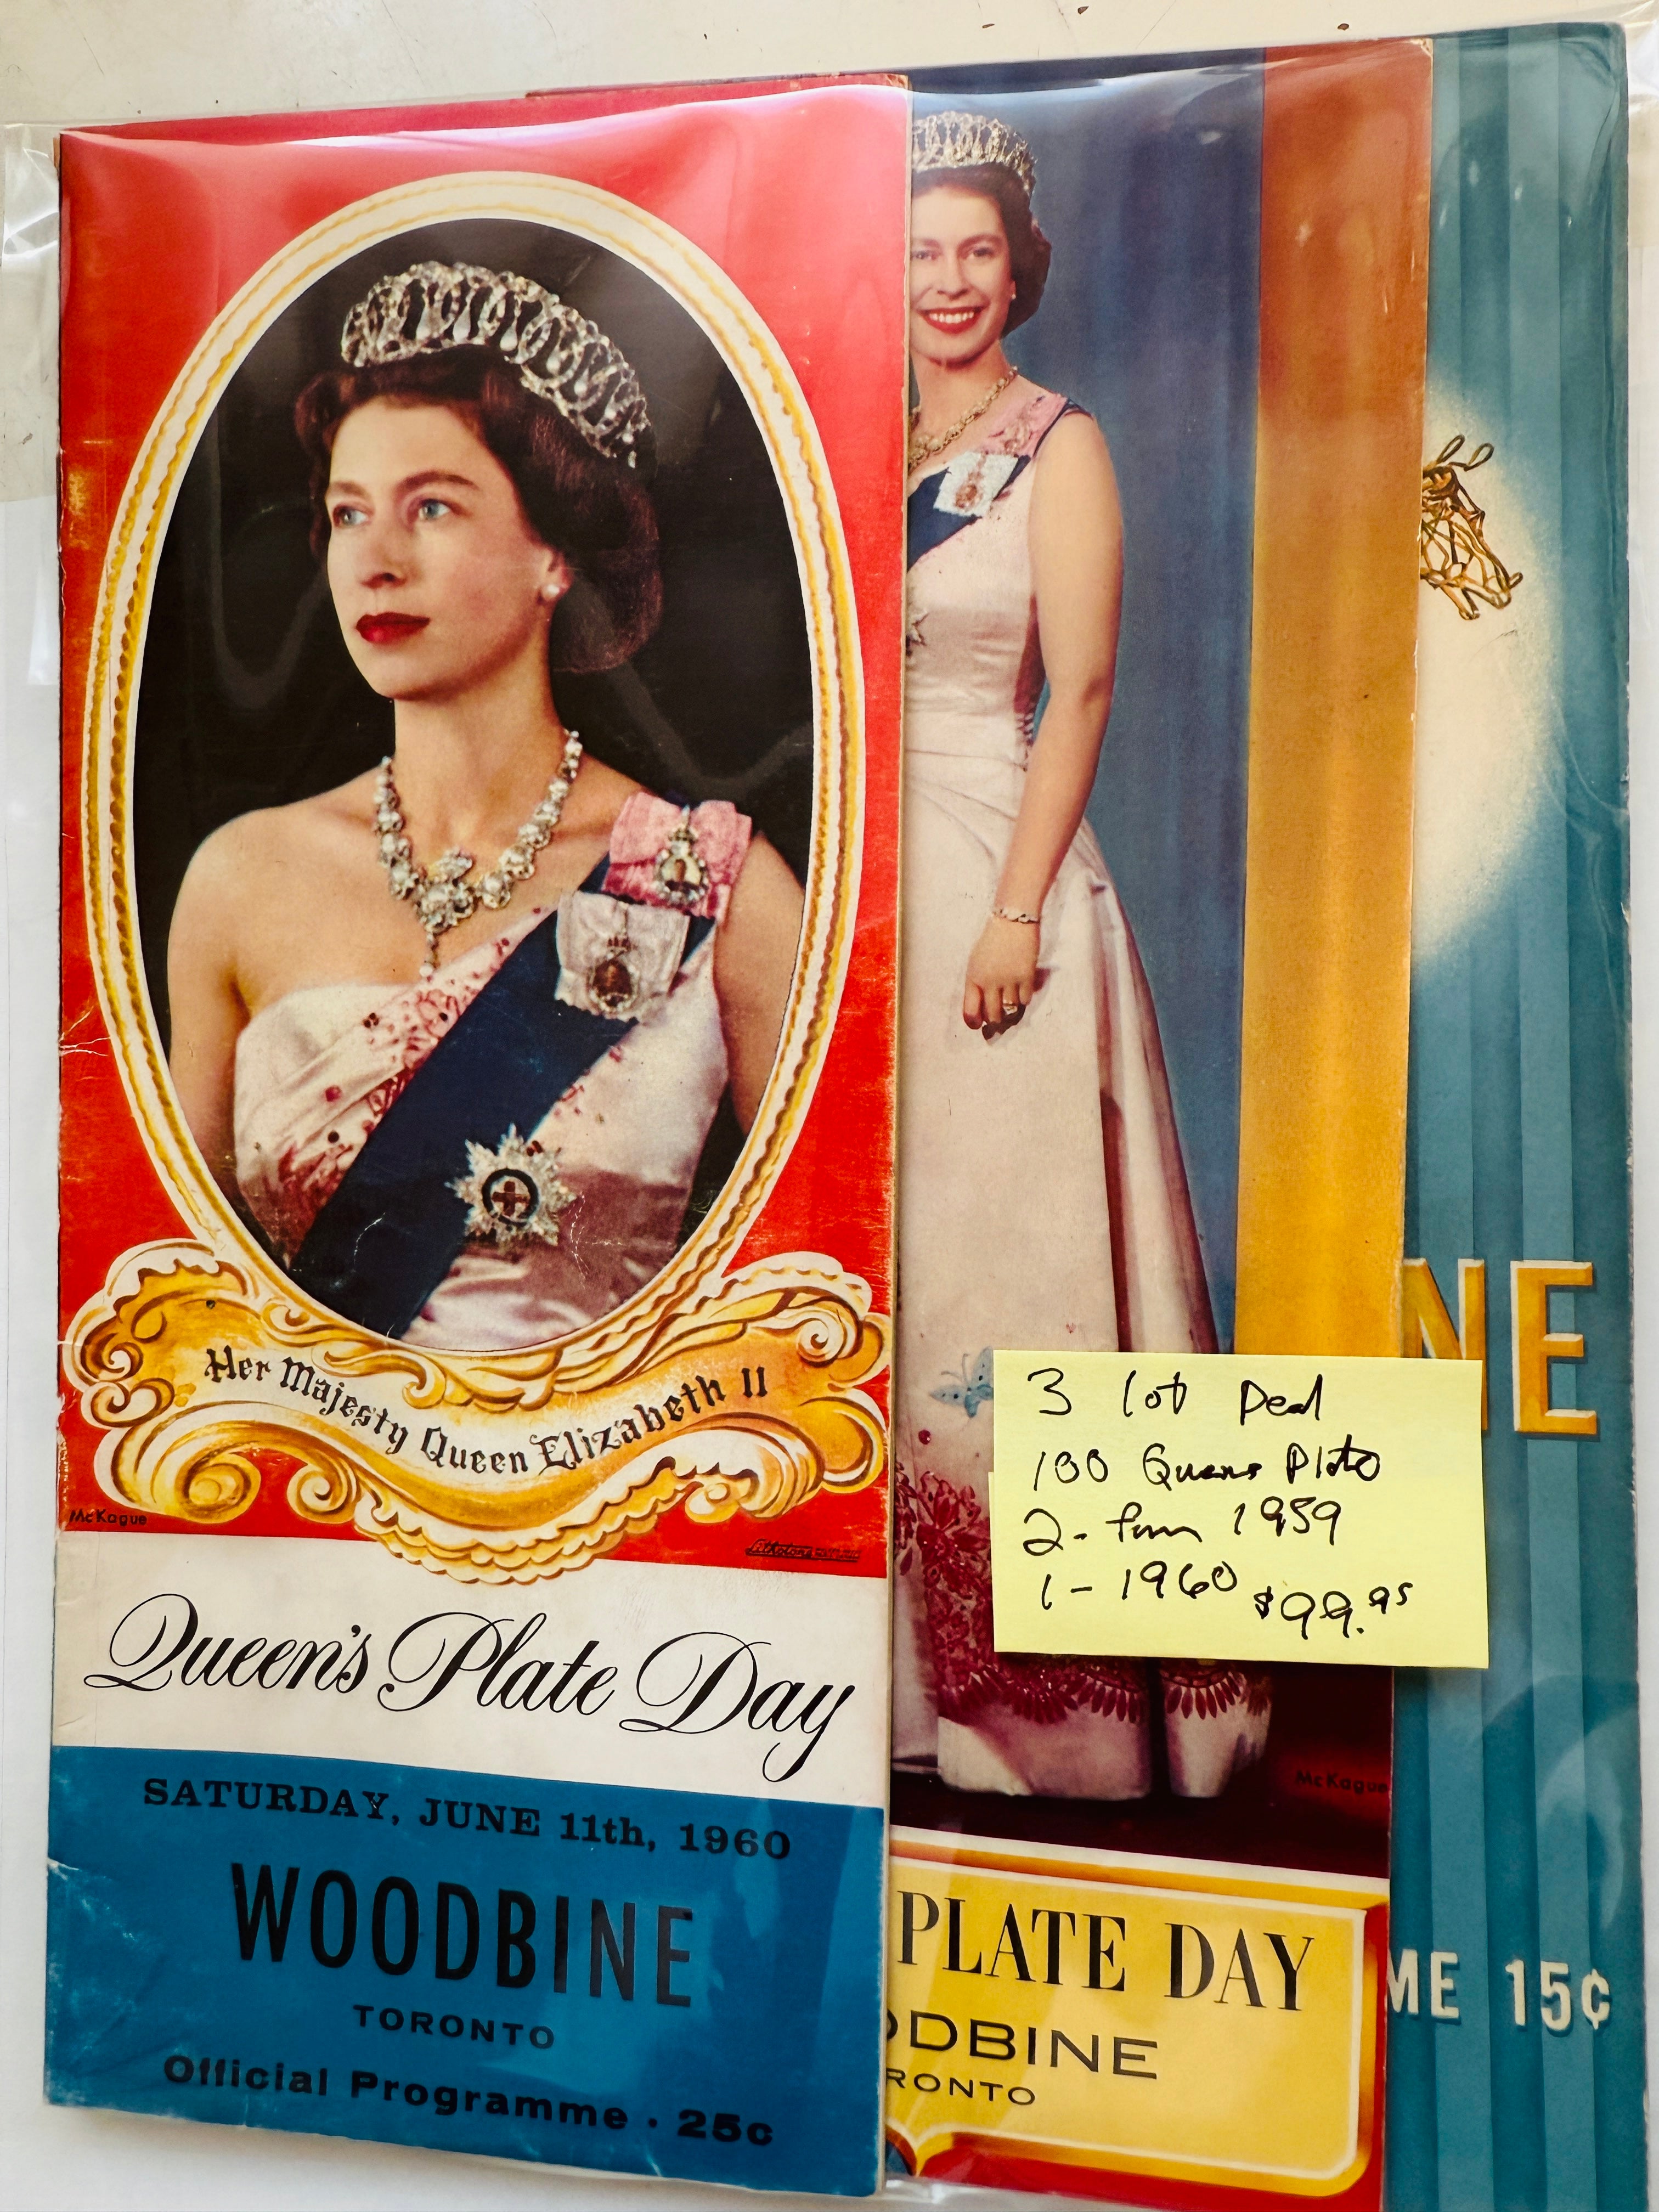 Her Majesty Queen Elizabeth II
McKague
Queen's Plate Day
SATURDAY, JUNE 11th, 1960
WOODBINE
TORONTO
Official Programme · 25c
3 lot Deal
100 Queens Plate
2 - from 1959
1 - 1960 $99.95
McKague
PLATE DAY
ODBINE
RONTO
NE
ME 15¢